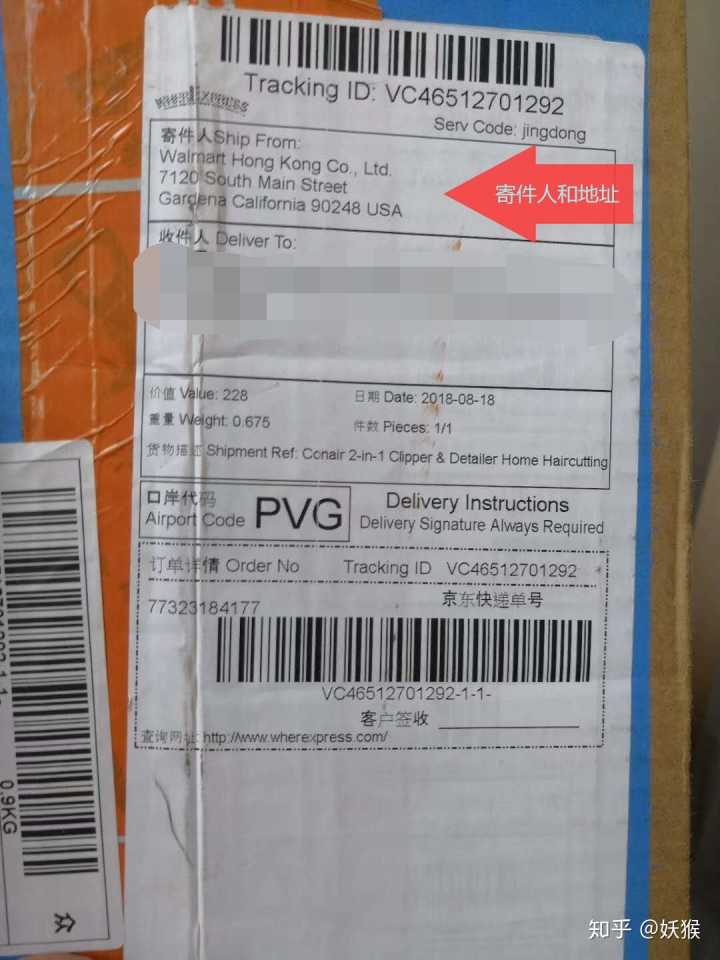 Tracking ID: VC46512701292
WherExpress
Serv Code: jingdong
寄件人Ship From:
Walmart Hong Kong Co., Ltd.
7120 South Main Street
Gardena California 90248 USA
寄件人和地址
收件人 Deliver To:
价值 Value: 228
日期 Date: 2018-08-18
重量 Weight: 0.675
件数 Pieces: 1/1
货物描述 Shipment Ref: Conair 2-in-1 Clipper & Detailer Home Haircutting
口岸代码
Airport Code PVG
Delivery Instructions
Delivery Signature Always Required
订单详情 Order No
Tracking ID VC46512701292
77323184177
京东快递单号
VC46512701292-1-1-
客户签收
查询网址:http://www.wherexpress.com/
0.9KG
众
知乎 @妖猴